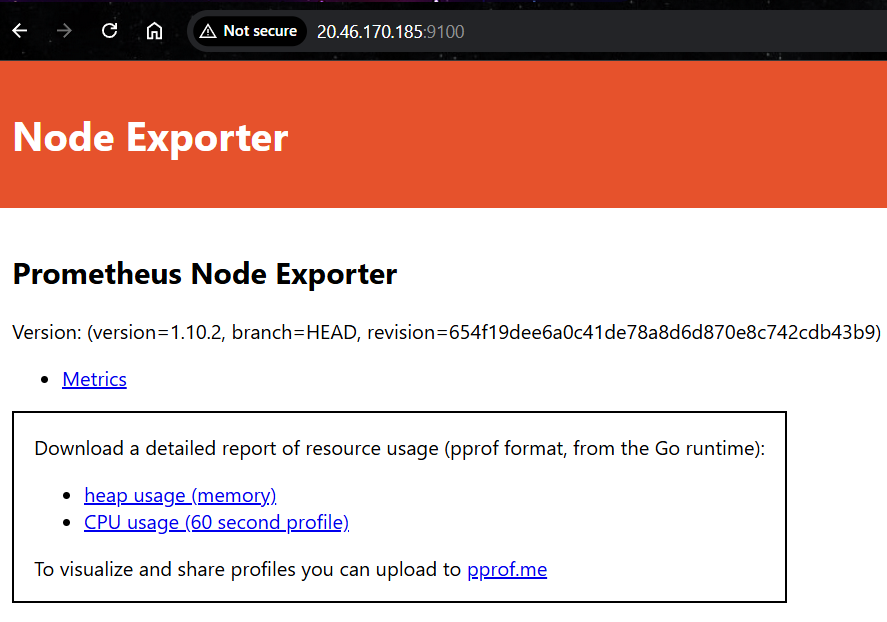 Not secure 20.46.170.185:9100
Node Exporter
Prometheus Node Exporter
Version: (version=1.10.2, branch=HEAD, revision=654f19dee6a0c41de78a8d6d870e8c742cdb43b9)
• Metrics
Download a detailed report of resource usage (pprof format, from the Go runtime):
• heap usage (memory)
• CPU usage (60 second profile)
To visualize and share profiles you can upload to pprof.me